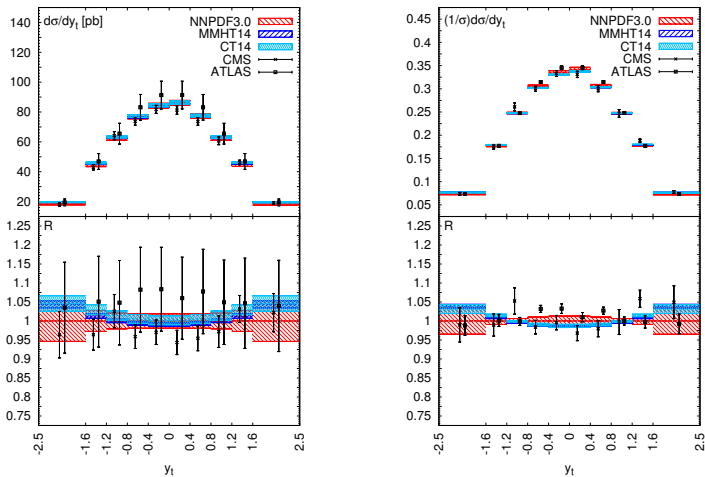 dσ/dy_t [pb]
NNPDF3.0
MMHT14
CT14
CMS
ATLAS
140
120
100
80
60
40
20
R
1.25
1.2
1.15
1.1
1.05
1
0.95
0.9
0.85
0.8
0.75
-2.5 -1.6 -1.2 -0.8 -0.4 0 0.4 0.8 1.2 1.6 2.5
y_t
(1/σ)dσ/dy_t
NNPDF3.0
MMHT14
CT14
CMS
ATLAS
0.45
0.4
0.35
0.3
0.25
0.2
0.15
0.1
0.05
R
1.25
1.2
1.15
1.1
1.05
1
0.95
0.9
0.85
0.8
0.75
-2.5 -1.6 -1.2 -0.8 -0.4 0 0.4 0.8 1.2 1.6 2.5
y_t